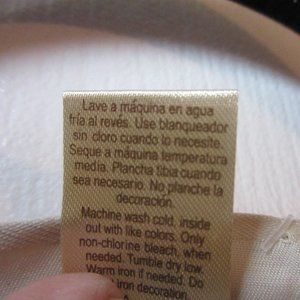 Lave a máquina en agua
fría al revés. Use blanqueador
sin cloro cuando lo necesite.
Seque a máquina temperatura
media. Plancha tibia cuando
sea necesario. No planche la
decoración.
Machine wash cold, inside
out with like colors. Only
non-chlorine bleach, when
needed. Tumble dry low.
Warm iron if needed. Do
iron decoration.